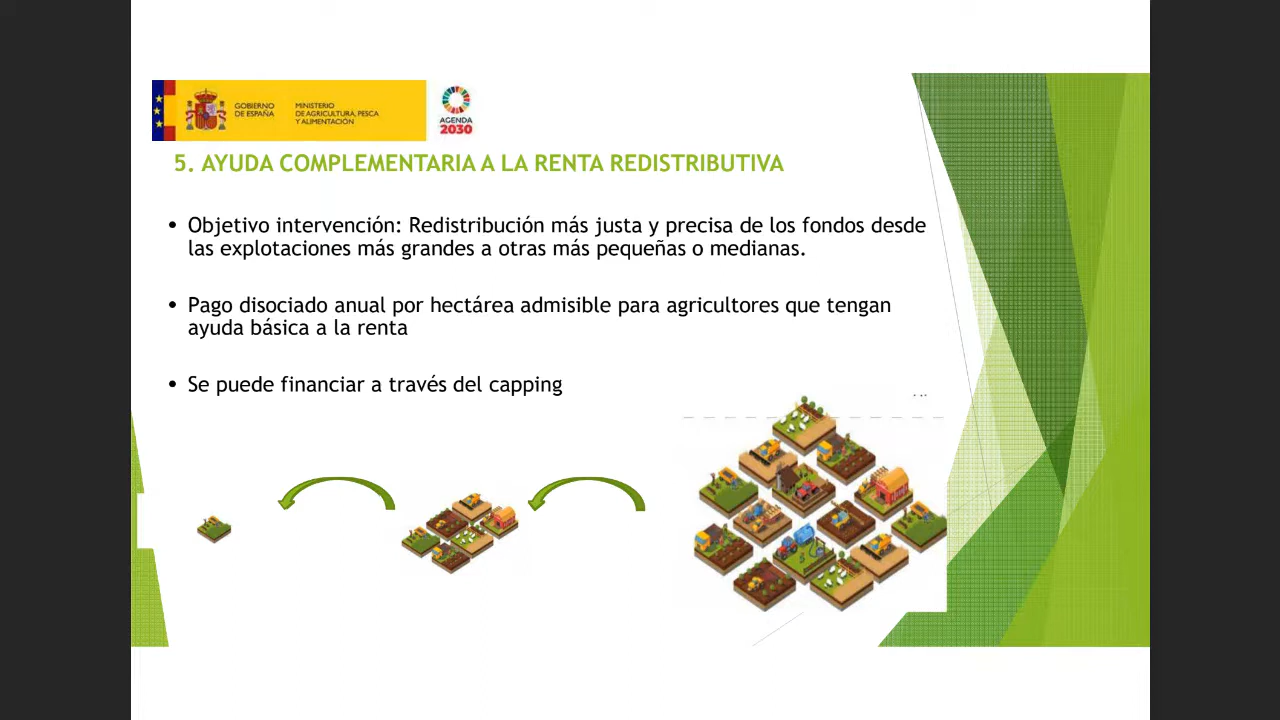 GOBIERNO
DE ESPAÑA
MINISTERIO
DE AGRICULTURA, PESCA
Y ALIMENTACIÓN
AGENDA
2030
5. AYUDA COMPLEMENTARIA A LA RENTA REDISTRIBUTIVA
• Objetivo intervención: Redistribución más justa y precisa de los fondos desde
las explotaciones más grandes a otras más pequeñas o medianas.
• Pago disociado anual por hectárea admisible para agricultores que tengan
ayuda básica a la renta
• Se puede financiar a través del capping